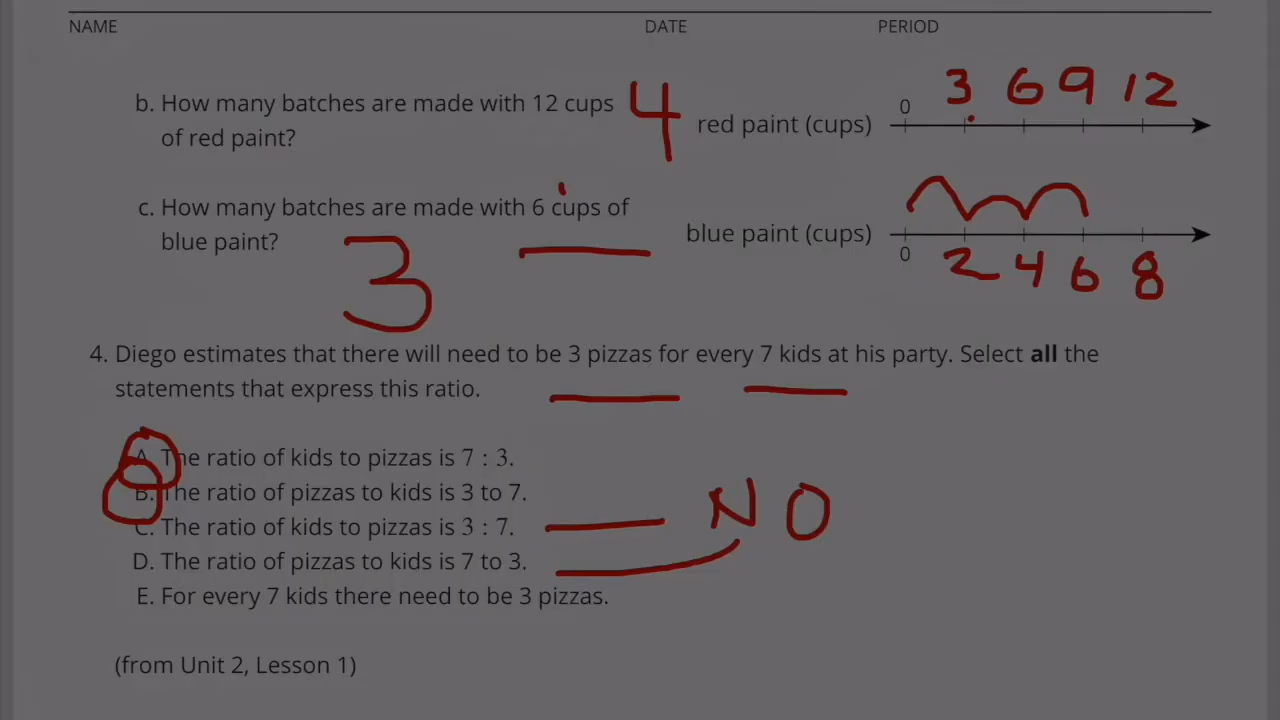 NAME DATE PERIOD
b. How many batches are made with 12 cups
of red paint?
4
red paint (cups)
0 3 6 9 12
c. How many batches are made with 6 cups of
blue paint?
3
blue paint (cups)
0 2 4 6 8
4. Diego estimates that there will need to be 3 pizzas for every 7 kids at his party. Select all the
statements that express this ratio.
A. The ratio of kids to pizzas is 7 : 3.
B. The ratio of pizzas to kids is 3 to 7.
C. The ratio of kids to pizzas is 3 : 7.
NO
D. The ratio of pizzas to kids is 7 to 3.
E. For every 7 kids there need to be 3 pizzas.
(from Unit 2, Lesson 1)